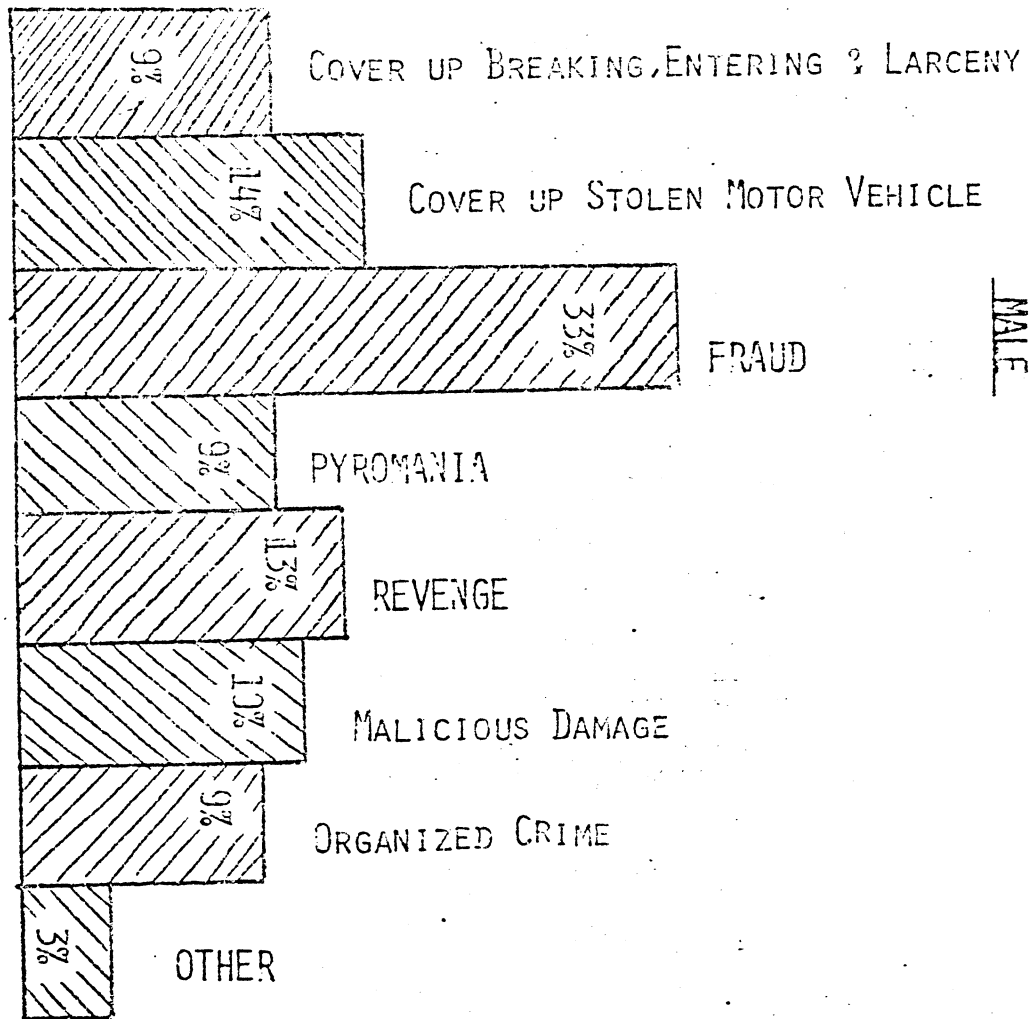 9%
COVER UP BREAKING, ENTERING & LARCENY
14%
COVER UP STOLEN MOTOR VEHICLE
33%
FRAUD
MALE
9%
PYROMANIA
13%
REVENGE
10%
MALICIOUS DAMAGE
9%
ORGANIZED CRIME
3%
OTHER